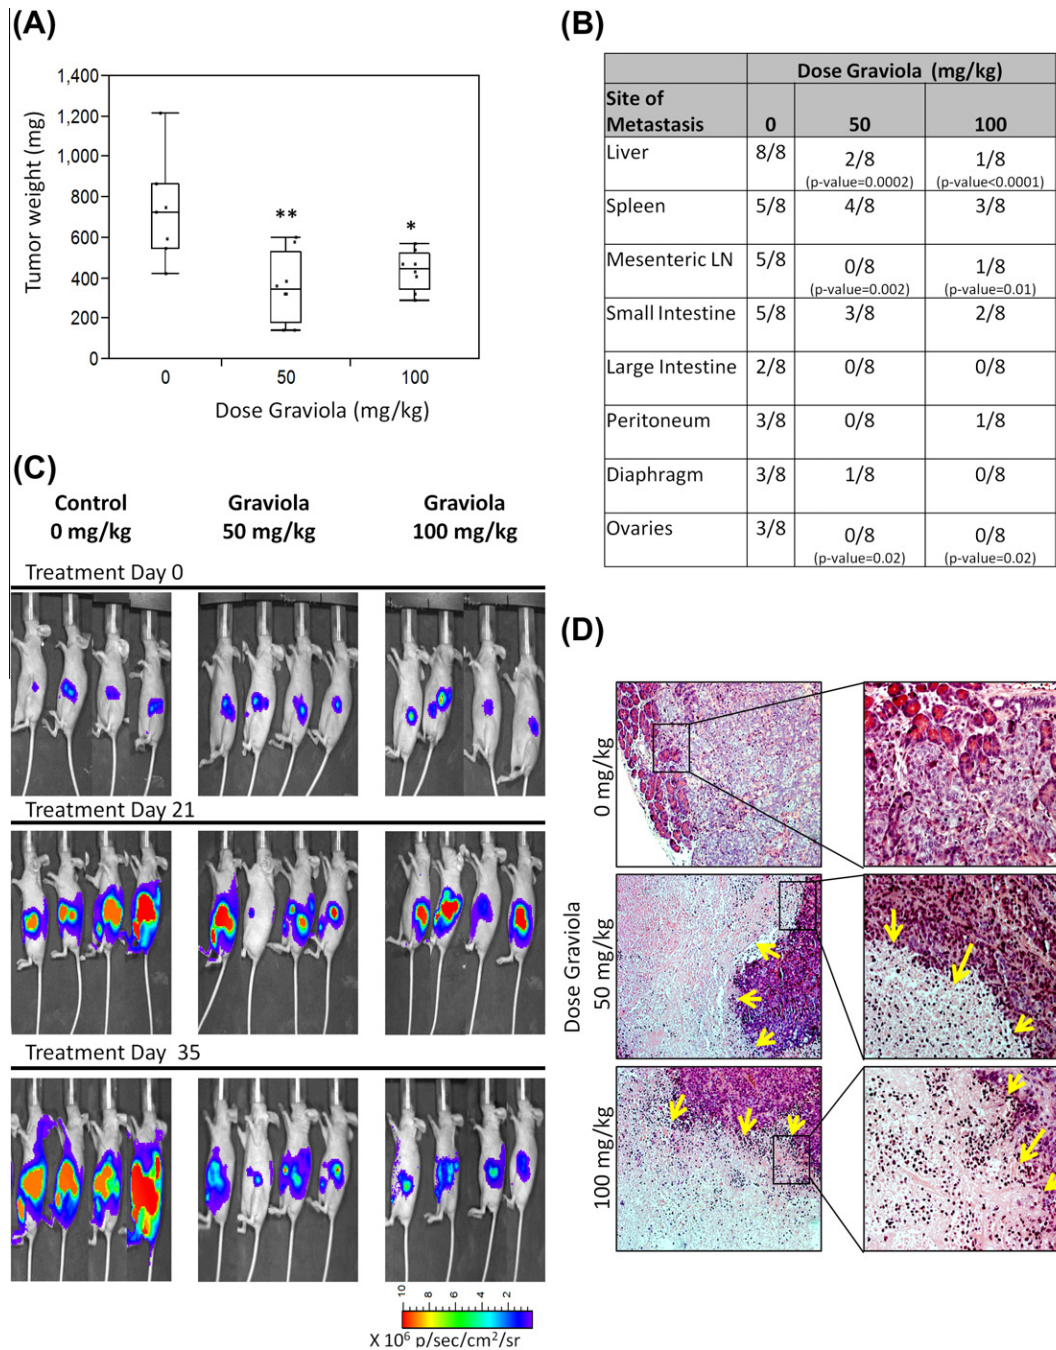 (A)
1,400
1,200
1,000
800
600
400
200
0
Tumor weight (mg)
**
*
0 50 100
Dose Graviola (mg/kg)
(B)
Dose Graviola (mg/kg)
Site of Metastasis 0 50 100
Liver 8/8 2/8 (p-value=0.0002) 1/8 (p-value<0.0001)
Spleen 5/8 4/8 3/8
Mesenteric LN 5/8 0/8 (p-value=0.002) 1/8 (p-value=0.01)
Small Intestine 5/8 3/8 2/8
Large Intestine 2/8 0/8 0/8
Peritoneum 3/8 0/8 1/8
Diaphragm 3/8 1/8 0/8
Ovaries 3/8 0/8 (p-value=0.02) 0/8 (p-value=0.02)
(C)
Control 0 mg/kg
Graviola 50 mg/kg
Graviola 100 mg/kg
Treatment Day 0
Treatment Day 21
Treatment Day 35
10 8 6 4 2
X 10⁶ p/sec/cm²/sr
(D)
Dose Graviola
0 mg/kg
50 mg/kg
100 mg/kg